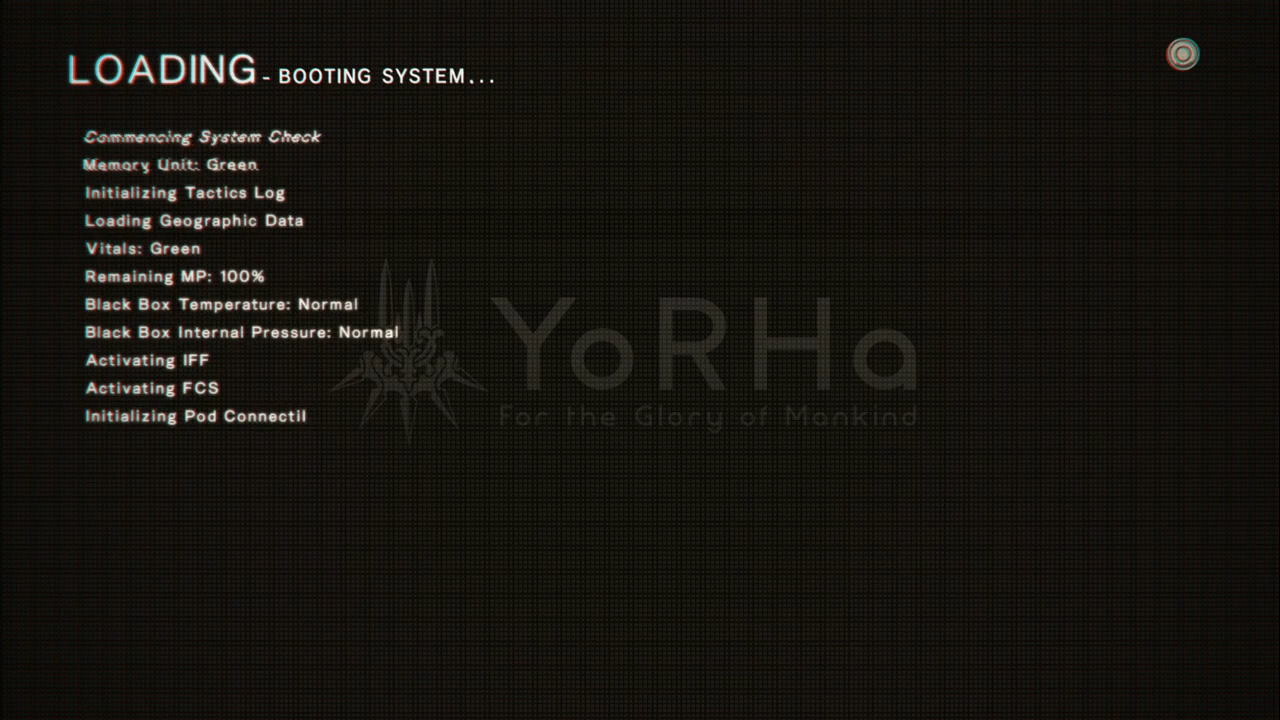 LOADING - BOOTING SYSTEM...
Commencing System Check
Memory Unit: Green
Initializing Tactics Log
Loading Geographic Data
Vitals: Green
Remaining MP: 100%
Black Box Temperature: Normal
Black Box Internal Pressure: Normal
Activating IFF
Activating FCS
Initializing Pod Connectil
YoRHa
For the Glory of Mankind